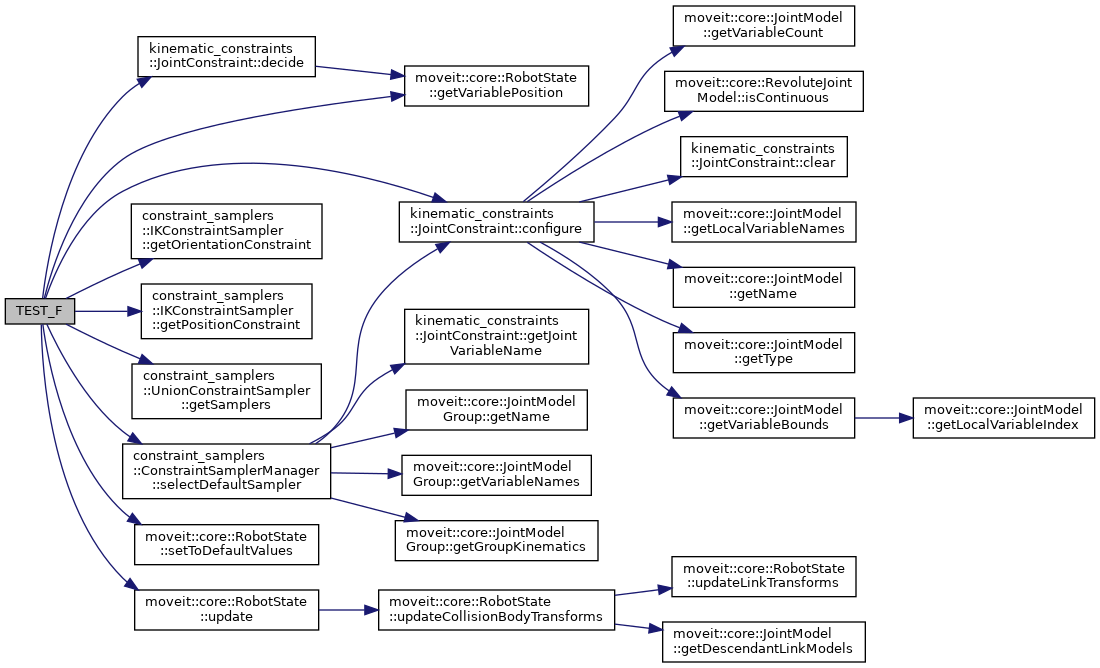 TEST_F
kinematic_constraints
::JointConstraint::decide
moveit::core::RobotState
::getVariablePosition
constraint_samplers
::IKConstraintSampler
::getOrientationConstraint
constraint_samplers
::IKConstraintSampler
::getPositionConstraint
constraint_samplers
::UnionConstraintSampler
::getSamplers
constraint_samplers
::ConstraintSamplerManager
::selectDefaultSampler
moveit::core::RobotState
::setToDefaultValues
moveit::core::RobotState
::update
kinematic_constraints
::JointConstraint::configure
kinematic_constraints
::JointConstraint::getJoint
VariableName
moveit::core::JointModel
Group::getName
moveit::core::JointModel
Group::getVariableNames
moveit::core::JointModel
Group::getGroupKinematics
moveit::core::RobotState
::updateCollisionBodyTransforms
moveit::core::JointModel
::getVariableCount
moveit::core::RevoluteJoint
Model::isContinuous
kinematic_constraints
::JointConstraint::clear
moveit::core::JointModel
::getLocalVariableNames
moveit::core::JointModel
::getName
moveit::core::JointModel
::getType
moveit::core::JointModel
::getVariableBounds
moveit::core::JointModel
::getLocalVariableIndex
moveit::core::RobotState
::updateLinkTransforms
moveit::core::JointModel
::getDescendantLinkModels